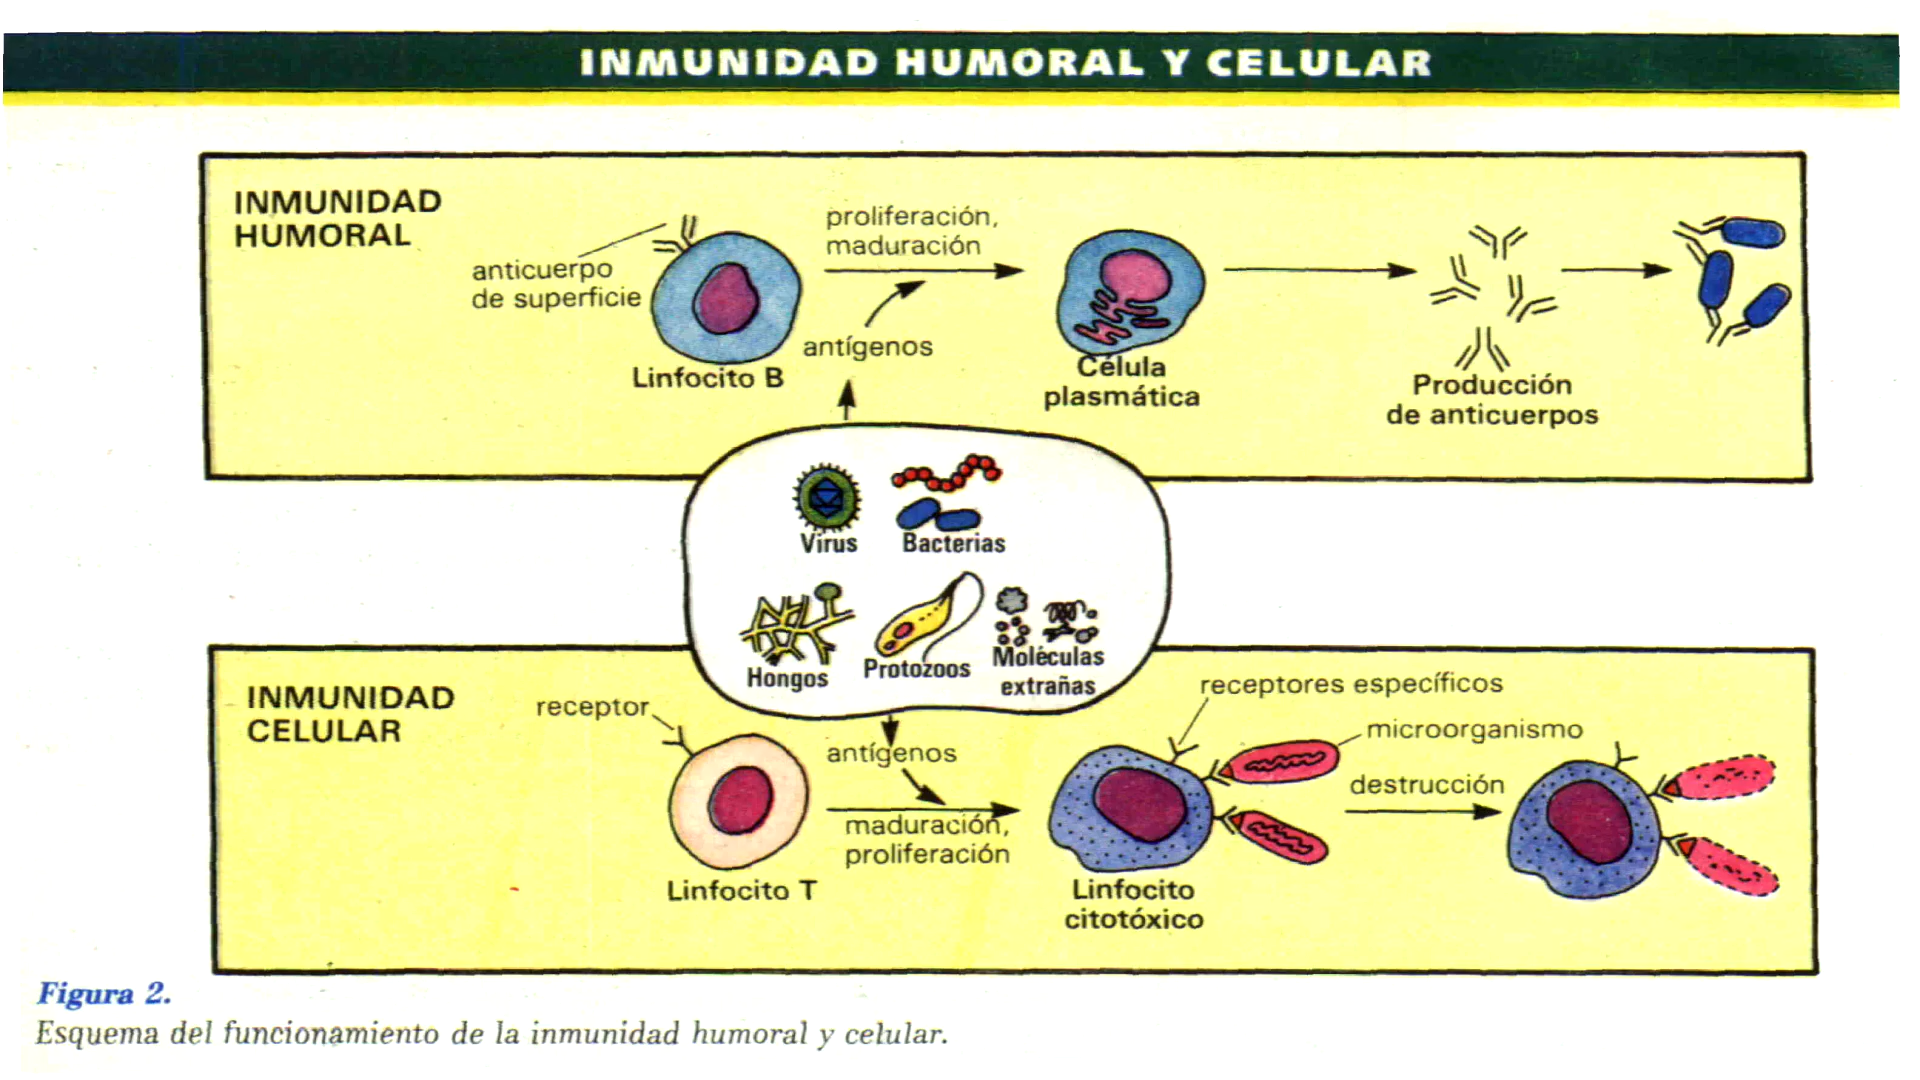 INMUNIDAD HUMORAL Y CELULAR
INMUNIDAD
HUMORAL
anticuerpo
de superficie
Linfocito B
proliferación,
maduración
antígenos
Célula
plasmática
Producción
de anticuerpos
Virus
Bacterias
Hongos
Protozoos
Moléculas
extrañas
INMUNIDAD
CELULAR
receptor
Linfocito T
antígenos
maduración,
proliferación
receptores específicos
microorganismo
Linfocito
citotóxico
destrucción
Figura 2.
Esquema del funcionamiento de la inmunidad humoral y celular.